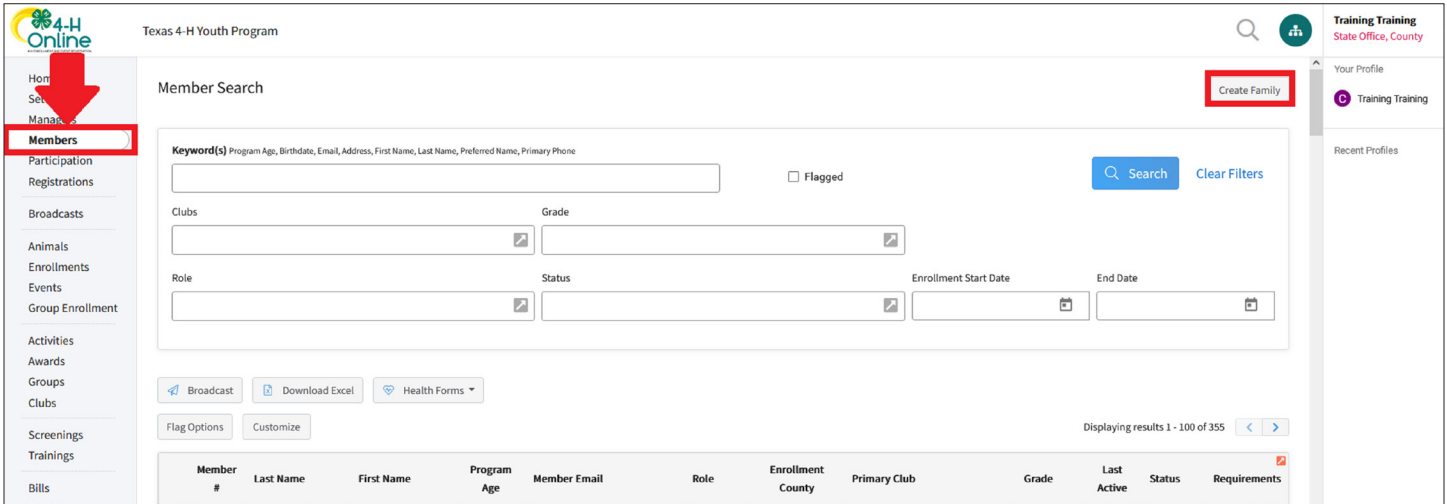 4-H
Online
Texas 4-H Youth Program
Training Training
State Office, County
Your Profile
C Training Training
Recent Profiles
Members
Participation
Registrations
Broadcasts
Animals
Enrollments
Events
Group Enrollment
Activities
Awards
Groups
Clubs
Screenings
Trainings
Bills
Member Search
Create Family
Keyword(s) Program Age, Birthdate, Email, Address, First Name, Last Name, Preferred Name, Primary Phone
Flagged
Search
Clear Filters
Clubs
Grade
Role
Status
Enrollment Start Date
End Date
Broadcast
Download Excel
Health Forms
Flag Options
Customize
Displaying results 1 - 100 of 355
Member #
Last Name
First Name
Program Age
Member Email
Role
Enrollment County
Primary Club
Grade
Last Active
Status
Requirements